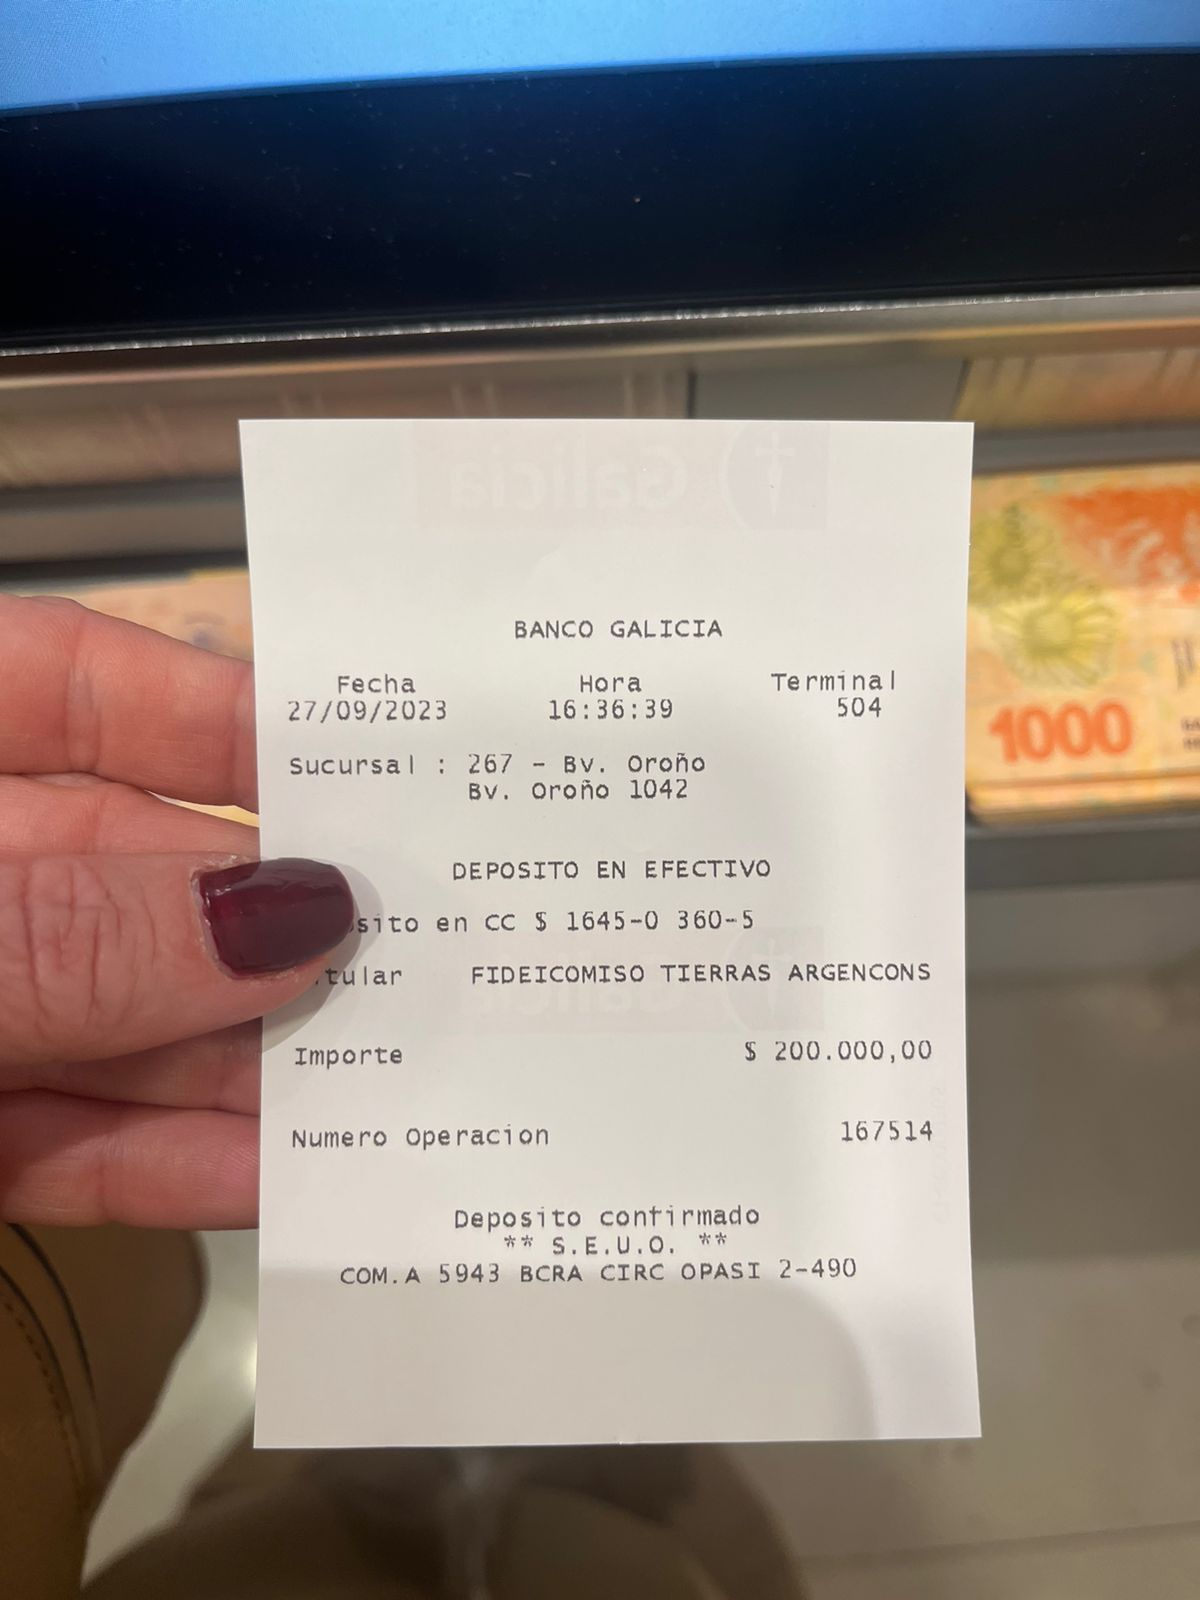 BANCO GALICIA
Fecha Hora Terminal
27/09/2023 16:36:39 504
Sucursal : 267 - Bv. Oroño
Bv. Oroño 1042
DEPOSITO EN EFECTIVO
en CC $ 1645-0 360-5
FIDEICOMISO TIERRAS ARGENCONS
Importe $ 200.000,00
Numero Operacion 167514
Deposito confirmado
** S.E.U.O. **
COM.A 5943 BCRA CIRC OPASI 2-490
Galicia
1000